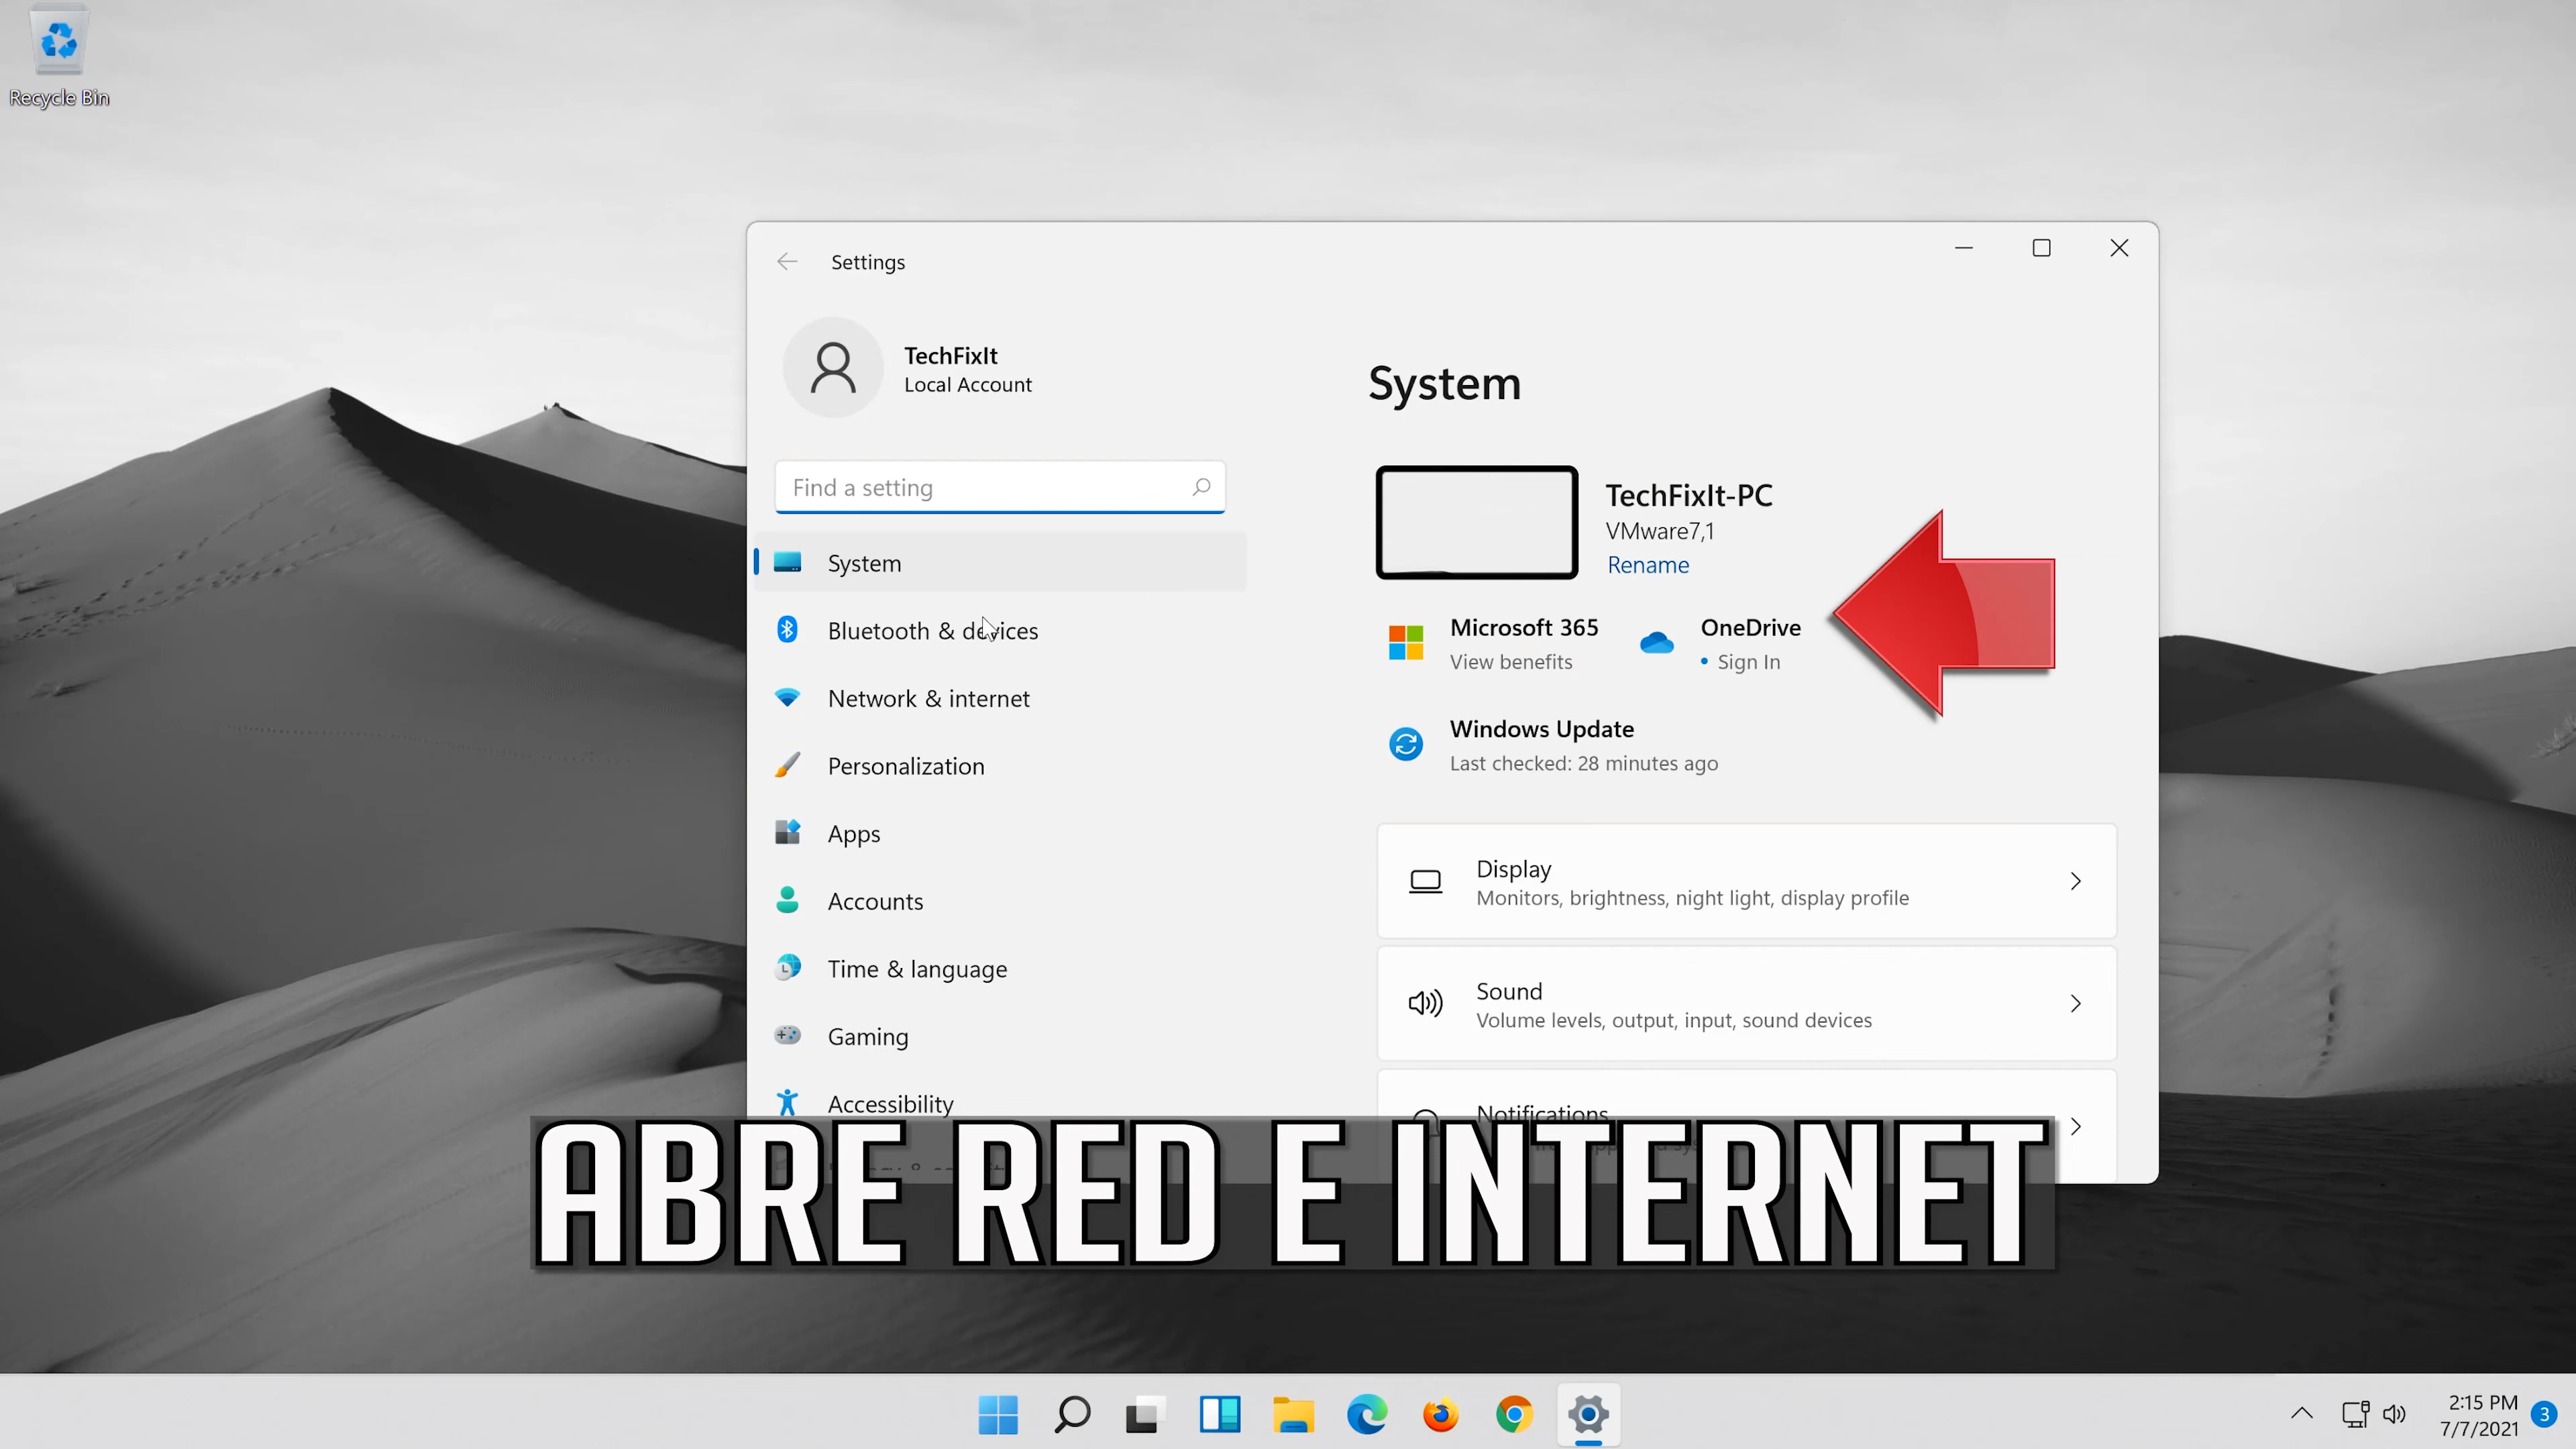 Recycle Bin
Settings
TechFixIt
Local Account
Find a setting
System
Bluetooth & devices
Network & internet
Personalization
Apps
Accounts
Time & language
Gaming
Accessibility
System
TechFixIt-PC
VMware7,1
Rename
Microsoft 365
View benefits
OneDrive
• Sign In
Windows Update
Last checked: 28 minutes ago
Display
Monitors, brightness, night light, display profile
Sound
Volume levels, output, input, sound devices
Notifications
ABRE RED E INTERNET
2:15 PM
7/7/2021
3